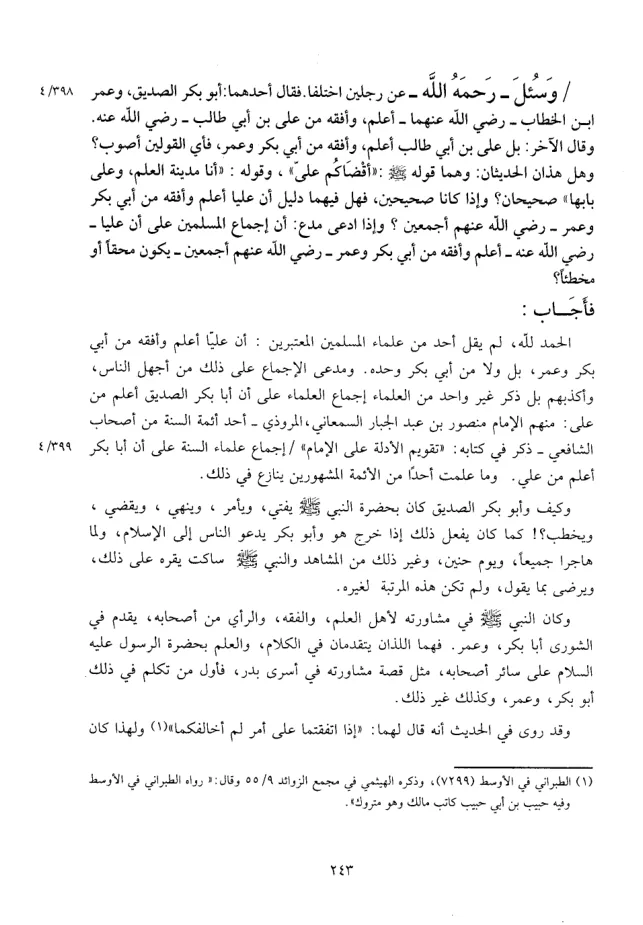 / وَسُئلَ ـ رَحمَهُ اللَّه ـ عن رجلين اختلفا. فقال أحدهما: أبو بكر الصديق، وعمر ٤/٣٩٨
ابـن الخطاب ـ رضي اللّه عنهما ـ أعلم، وأفقه من على بن أبي طالب ـ رضي اللّه عنه.
وقال الآخر: بل على بن أبي طالب أعلم، وأفقه من أبي بكر وعمر، فأي القولين أصوب؟
وهل هذان الحديثان: وهما قوله ﷺ: «أقْضَاكُم علىّ» ، وقوله : «أنا مدينة العلم، وعلى
بابها» صحيحان؟ وإذا كانا صحيحين، فهل فيهما دليل أن عليا أعلم وأفقه من أبي بكر
وعمر ـ رضي اللّه عنهم أجمعين ؟ وإذا ادعى مدع: أن إجماع المسلمين على أن عليا ـ
رضي اللّه عنه ـ أعلم وأفقه من أبي بكر وعمر ـ رضي اللّه عنهم أجمعين ـ يكون محقاً أو
مخطئاً؟
فأجَــاب :
الحمد للّه، لم يقل أحد من علماء المسلمين المعتبرين : أن عليّا أعلم وأفقه من أبي
بكر وعمر، بل ولا من أبي بكر وحده. ومدعى الإجماع على ذلك من أجهل الناس،
وأكذبهم بل ذكر غير واحد من العلماء إجماع العلماء على أن أبا بكر الصديق أعلم من
على: منهم الإمام منصور بن عبد الجبار السمعاني، المروذي ـ أحد أئمة السنة من أصحاب
الشافعي ـ ذكر في كتابه: «تقويم الأدلة على الإمام» / إجماع علماء السنة على أن أبا بكر ٤/٣٩٩
أعلم من علي. وما علمت أحدًا من الأئمة المشهورين ينازع في ذلك.
وكيف وأبو بكر الصديق كان بحضرة النبي ﷺ يفتي، ويأمر ، وينهي ، ويقضي ،
ويخطب؟! كما كان يفعل ذلك إذا خرج هو وأبو بكر يدعو الناس إلى الإسلام، ولما
هاجرا جميعاً، ويوم حنين، وغير ذلك من المشاهد والنبي ﷺ ساكت يقره على ذلك،
ويرضى بما يقول، ولم تكن هذه المرتبة لغيره.
وكان النبي ﷺ في مشاورته لأهل العلم، والفقه، والرأي من أصحابه، يقدم في
الشورى أبا بكر، وعمر. فهما اللذان يتقدمان في الكلام، والعلم بحضرة الرسول عليه
السلام على سائر أصحابه، مثل قصة مشاورته في أسرى بدر، فأول من تكلم في ذلك
أبو بكر، وعمر، وكذلك غير ذلك.
وقد روى في الحديث أنه قال لهما: «إذا اتفقتما على أمر لم أخالفكما»(١) ولهذا كان
(١) الطبراني في الأوسط (٧٢٩٩)، وذكره الهيثمي في مجمع الزوائد ٩/ ٥٥ وقال:« رواه الطبراني في الأوسط
وفيه حبيب بن أبي حبيب كاتب مالك وهو متروك».
٢٤٣